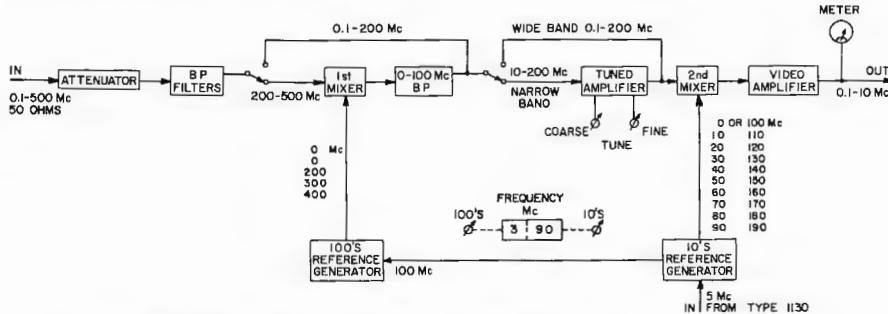 METER
0.1-200 Mc
WIDE BAND 0.1-200 Mc
IN
0.1-500 Mc
50 OHMS
ATTENUATOR
BP
FILTERS
200-500 Mc
1st
MIXER
0-100 Mc
BP
10-200 Mc
NARROW
BAND
TUNED
AMPLIFIER
COARSE
FINE
TUNE
2nd
MIXER
VIDEO
AMPLIFIER
OUT
0.1-10 Mc
0 Mc
0
200
300
400
0 OR 100 Mc
10 110
20 120
30 130
40 140
50 150
60 160
70 170
80 180
90 190
FREQUENCY
Mc
100'S
3 90
10'S
100'S
REFERENCE
GENERATOR
100 Mc
10'S
REFERENCE
GENERATOR
5 Mc
IN FROM TYPE 1130